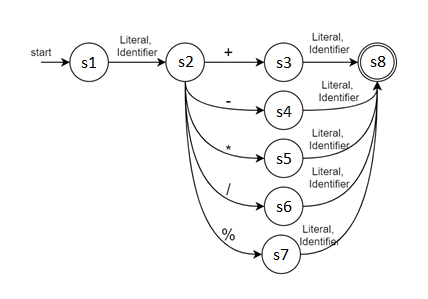 start
s1
Literal,
Identifier
s2
+
s3
Literal,
Identifier
s8
-
s4
Literal,
Identifier
*
s5
Literal,
Identifier
/
s6
Literal,
Identifier
%
s7
Literal,
Identifier